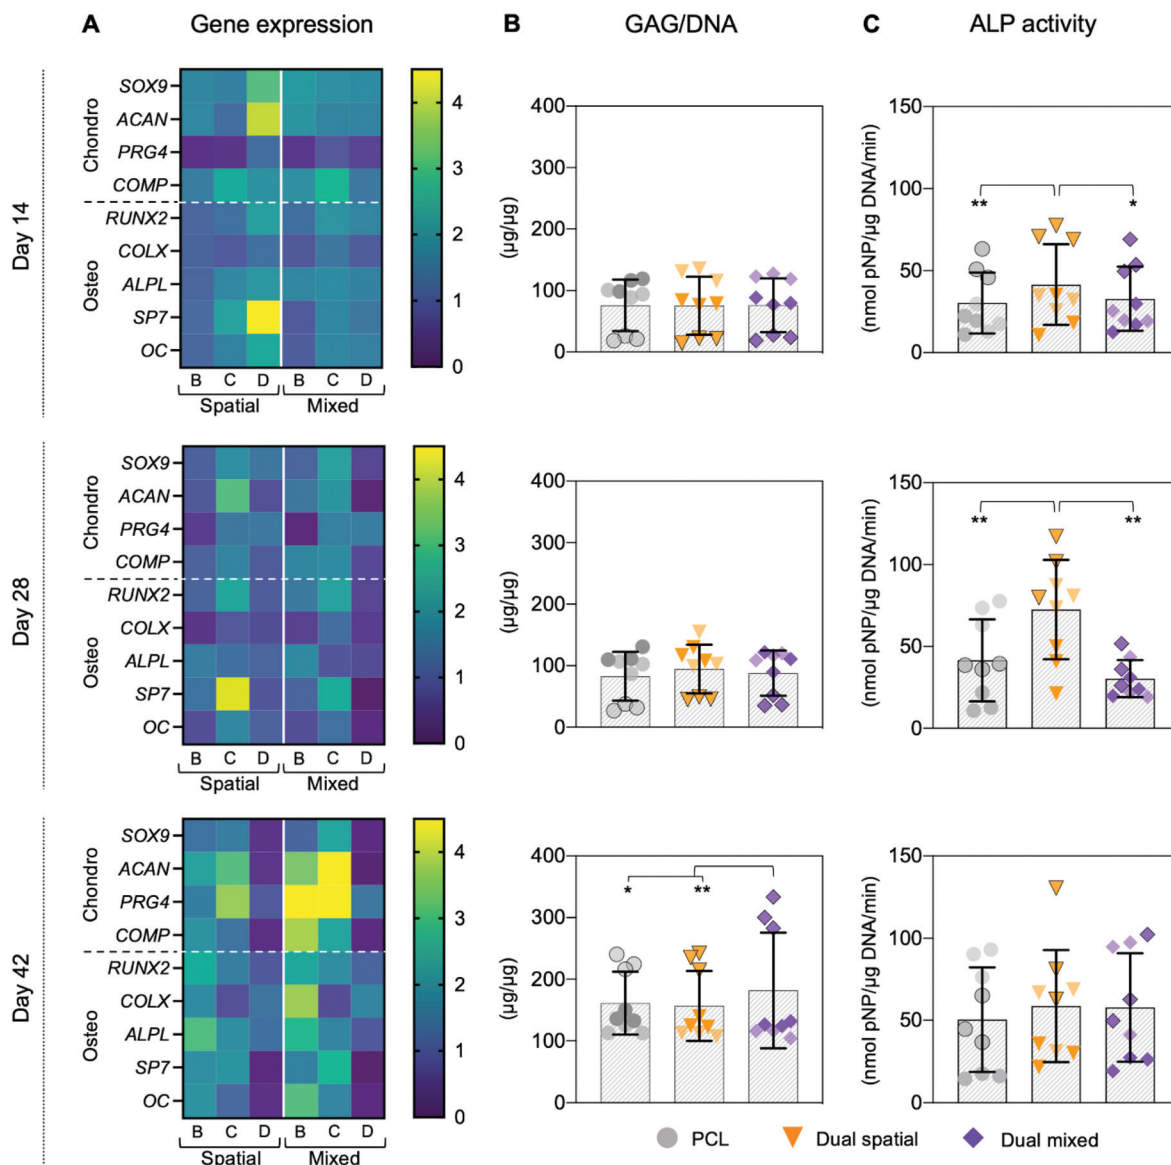 A Gene expression
B GAG/DNA
C ALP activity
Day 14
Chondro
Osteo
SOX9
ACAN
PRG4
COMP
RUNX2
COLX
ALPL
SP7
OC
B C D B C D
Spatial Mixed
4
3
2
1
0
400
300
200
100
0
(µg/µg)
150
100
50
0
(nmol pNP/µg DNA/min)
** *
Day 28
Chondro
Osteo
SOX9
ACAN
PRG4
COMP
RUNX2
COLX
ALPL
SP7
OC
B C D B C D
Spatial Mixed
4
3
2
1
0
400
300
200
100
0
(µg/µg)
150
100
50
0
(nmol pNP/µg DNA/min)
** **
Day 42
Chondro
Osteo
SOX9
ACAN
PRG4
COMP
RUNX2
COLX
ALPL
SP7
OC
B C D B C D
Spatial Mixed
4
3
2
1
0
400
300
200
100
0
(µg/µg)
* **
150
100
50
0
(nmol pNP/µg DNA/min)
PCL Dual spatial Dual mixed